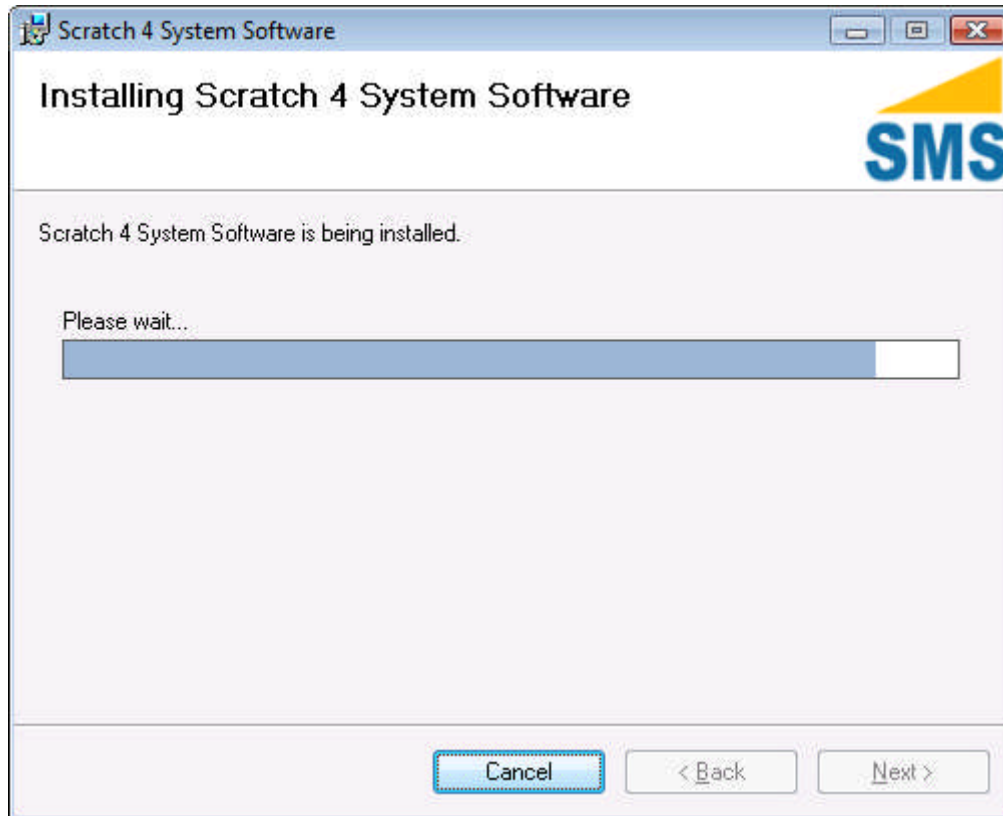 Scratch 4 System Software
Installing Scratch 4 System Software
SMS
Scratch 4 System Software is being installed.
Please wait...
Cancel
< Back
Next >